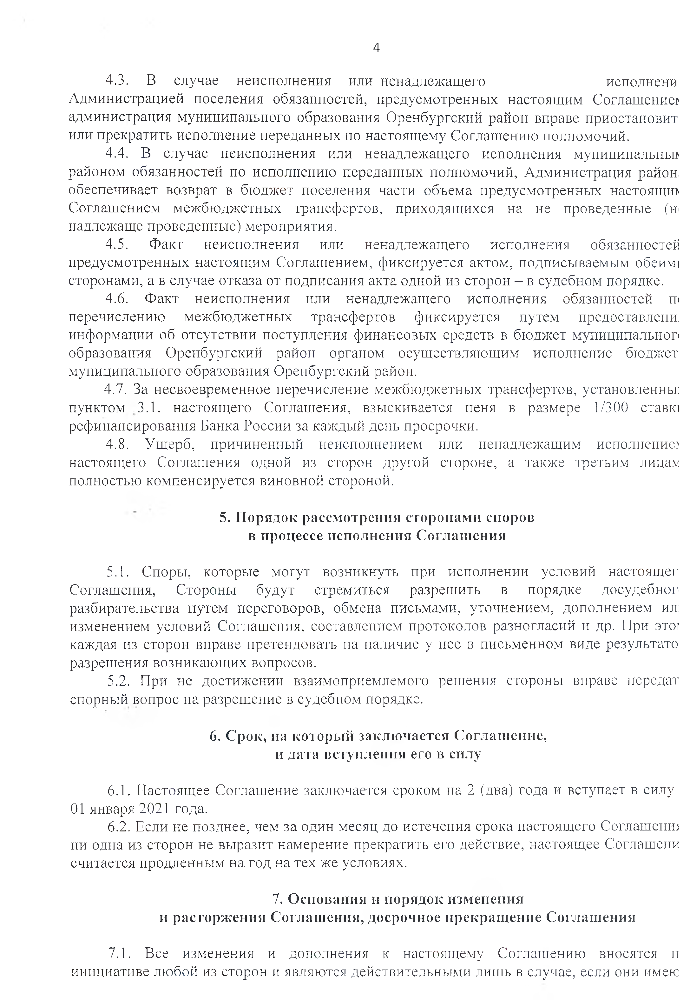 4
4.3. В случае неисполнения или ненадлежащего исполнени
Администрацией поселения обязанностей, предусмотренных настоящим Соглашением
администрация муниципального образования Оренбургский район вправе приостановит
или прекратить исполнение переданных по настоящему Соглашению полномочий.
4.4. В случае неисполнения или ненадлежащего исполнения муниципальным
районом обязанностей по исполнению переданных полномочий, Администрация район
обеспечивает возврат в бюджет поселения части объема предусмотренных настоящим
Соглашением межбюджетных трансфертов, приходящихся на не проведенные (н
надлежаще проведенные) мероприятия.
4.5. Факт неисполнения или ненадлежащего исполнения обязанностей
предусмотренных настоящим Соглашением, фиксируется актом, подписываемым обеим
сторонами, а в случае отказа от подписания акта одной из сторон – в судебном порядке.
4.6. Факт неисполнения или ненадлежащего исполнения обязанностей п
перечислению межбюджетных трансфертов фиксируется путем предоставлени
информации об отсутствии поступления финансовых средств в бюджет муниципальног
образования Оренбургский район органом осуществляющим исполнение бюджет
муниципального образования Оренбургский район.
4.7. За несвоевременное перечисление межбюджетных трансфертов, установленны
пунктом 3.1. настоящего Соглашения, взыскивается пеня в размере 1/300 ставк
рефинансирования Банка России за каждый день просрочки.
4.8. Ущерб, причиненный неисполнением или ненадлежащим исполнением
настоящего Соглашения одной из сторон другой стороне, а также третьим лицам
полностью компенсируется виновной стороной.
5. Порядок рассмотрения сторонами споров
в процессе исполнения Соглашения
5.1. Споры, которые могут возникнуть при исполнении условий настоящег
Соглашения, Стороны будут стремиться разрешить в порядке досудебног
разбирательства путем переговоров, обмена письмами, уточнением, дополнением ил
изменением условий Соглашения, составлением протоколов разногласий и др. При этом
каждая из сторон вправе претендовать на наличие у нее в письменном виде результато
разрешения возникающих вопросов.
5.2. При не достижении взаимоприемлемого решения стороны вправе передат
спорный вопрос на разрешение в судебном порядке.
6. Срок, на который заключается Соглашение,
и дата вступления его в силу
6.1. Настоящее Соглашение заключается сроком на 2 (два) года и вступает в силу
01 января 2021 года.
6.2. Если не позднее, чем за один месяц до истечения срока настоящего Соглашения
ни одна из сторон не выразит намерение прекратить его действие, настоящее Соглашени
считается продленным на год на тех же условиях.
7. Основания и порядок изменения
и расторжения Соглашения, досрочное прекращение Соглашения
7.1. Все изменения и дополнения к настоящему Соглашению вносятся п
инициативе любой из сторон и являются действительными лишь в случае, если они имею